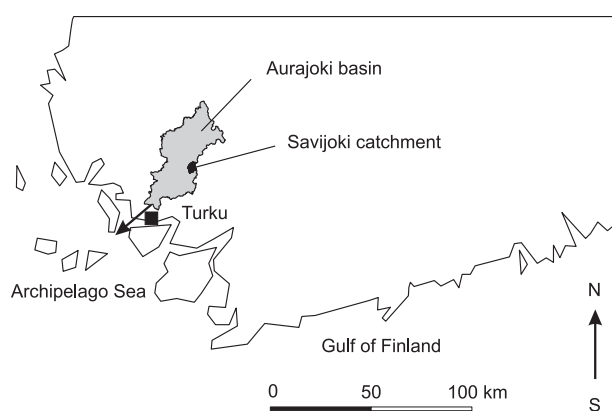 Aurajoki basin
Savijoki catchment
Turku
Archipelago Sea
N
Gulf of Finland
0 50 100 km
S